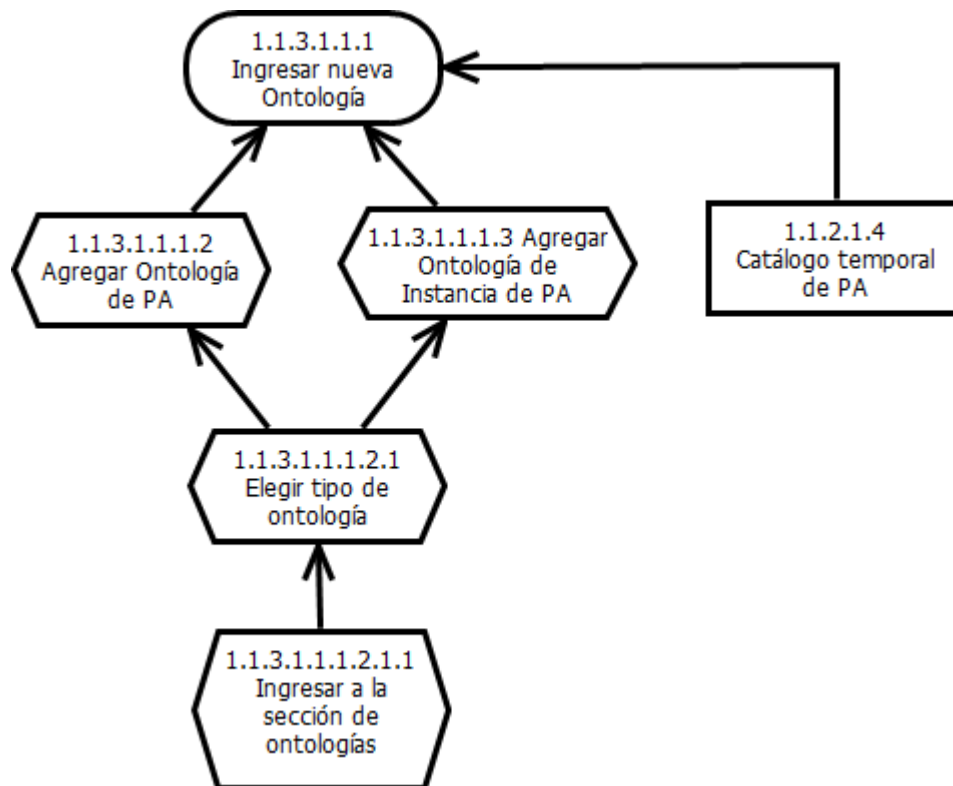 1.1.3.1.1.1
Ingresar nueva
Ontología
1.1.3.1.1.1.2
Agregar Ontología
de PA
1.1.3.1.1.1.3 Agregar
Ontología de
Instancia de PA
1.1.2.1.4
Catálogo temporal
de PA
1.1.3.1.1.1.2.1
Elegir tipo de
ontología
1.1.3.1.1.1.2.1.1
Ingresar a la
sección de
ontologías